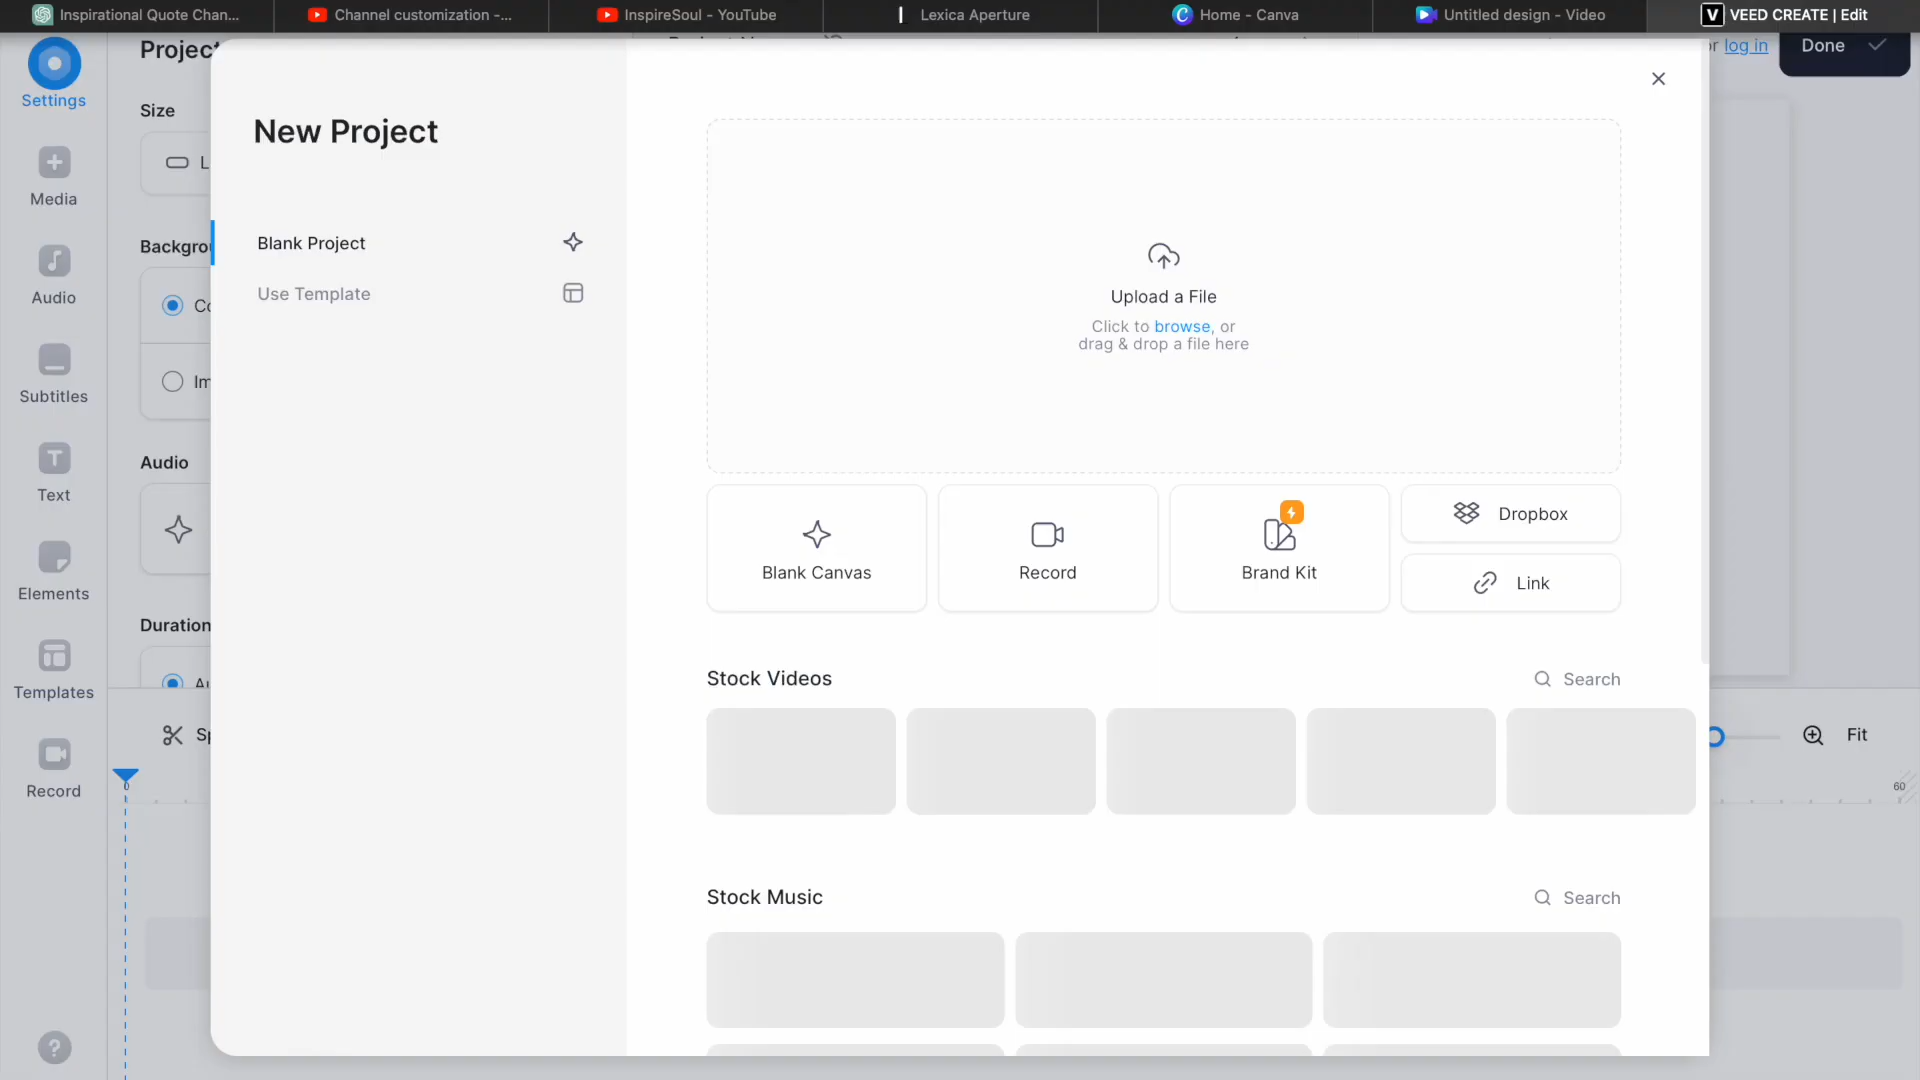 Inspirational Quote Chan...
Channel customization -...
InspireSoul - YouTube
Lexica Aperture
Home - Canva
Untitled design - Video
VEED CREATE | Edit
Settings
Media
Audio
Subtitles
Text
Elements
Templates
Record
Size
Audio
log in
Done
New Project
Blank Project
Use Template
Upload a File
Click to browse, or
drag & drop a file here
Blank Canvas
Record
Brand Kit
Dropbox
Link
Stock Videos
Search
Stock Music
Search
Fit
0
60